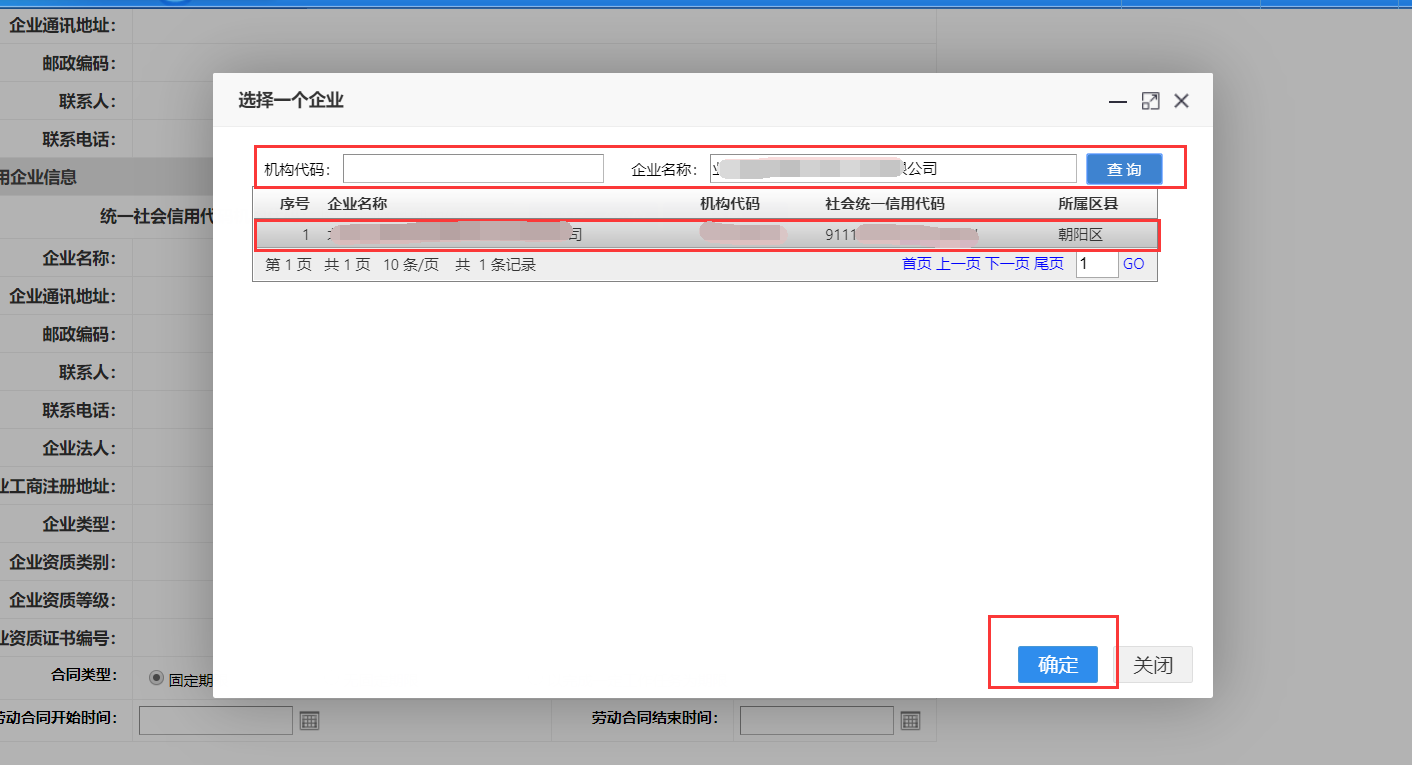 企业通讯地址：
邮政编码：
联系人：
联系电话：
用企业信息
统一社会信用代
企业名称：
企业通讯地址：
邮政编码：
联系人：
联系电话：
企业法人：
业工商注册地址：
企业类型：
企业资质类别：
企业资质等级：
业资质证书编号：
合同类型： 固定期
劳动合同开始时间： 劳动合同结束时间：
选择一个企业
机构代码： 企业名称： 公司 查 询
序号 企业名称 机构代码 社会统一信用代码 所属区县
1 司 9111 朝阳区
第 1 页 共 1 页 10 条/页 共 1 条记录 首页 上一页 下一页 尾页 1 GO
确定 关闭